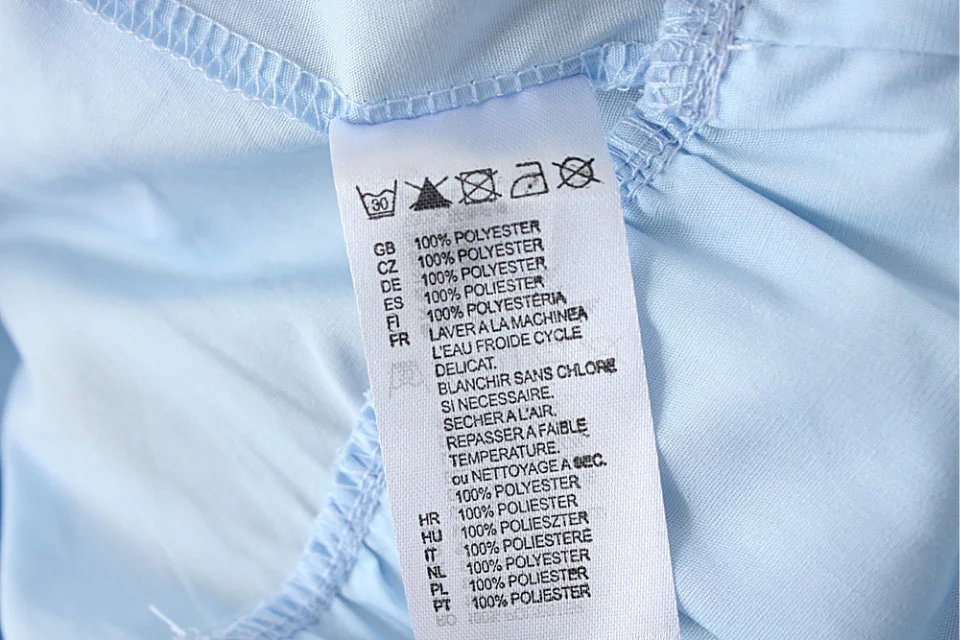 30
GB 100% POLYESTER
CZ 100% POLYESTER
DE 100% POLYESTER
ES 100% POLIESTER
FI 100% POLYESTERIA
FR LAVER A LA MACHINE A
L'EAU FROIDE CYCLE
DELICAT.
BLANCHIR SANS CHLORE
SI NECESSAIRE.
SECHER A L'AIR.
REPASSER A FAIBLE
TEMPERATURE.
ou NETTOYAGE A SEC.
100% POLYESTER
HR 100% POLIESTER
HU 100% POLIESZTER
IT 100% POLIESTERE
NL 100% POLYESTER
PL 100% POLIESTER
PT 100% POLIESTER